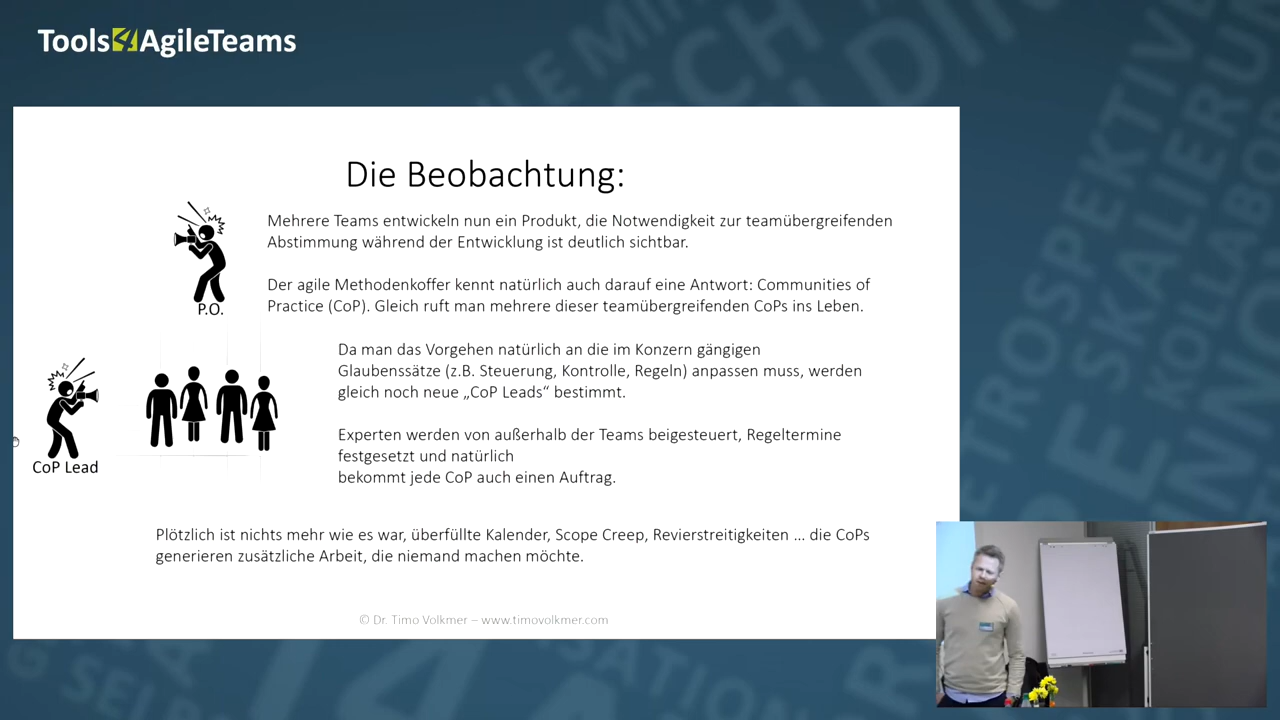 Tools4AgileTeams
Die Beobachtung:
Mehrere Teams entwickeln nun ein Produkt, die Notwendigkeit zur teamübergreifenden
Abstimmung während der Entwicklung ist deutlich sichtbar.
P.O.
Der agile Methodenkoffer kennt natürlich auch darauf eine Antwort: Communities of
Practice (CoP). Gleich ruft man mehrere dieser teamübergreifenden CoPs ins Leben.
Da man das Vorgehen natürlich an die im Konzern gängigen
Glaubenssätze (z.B. Steuerung, Kontrolle, Regeln) anpassen muss, werden
gleich noch neue „CoP Leads“ bestimmt.
CoP Lead
Experten werden von außerhalb der Teams beigesteuert, Regeltermine
festgesetzt und natürlich
bekommt jede CoP auch einen Auftrag.
Plötzlich ist nichts mehr wie es war, überfüllte Kalender, Scope Creep, Revierstreitigkeiten ... die CoPs
generieren zusätzliche Arbeit, die niemand machen möchte.
© Dr. Timo Volkmer – www.timovolkmer.com